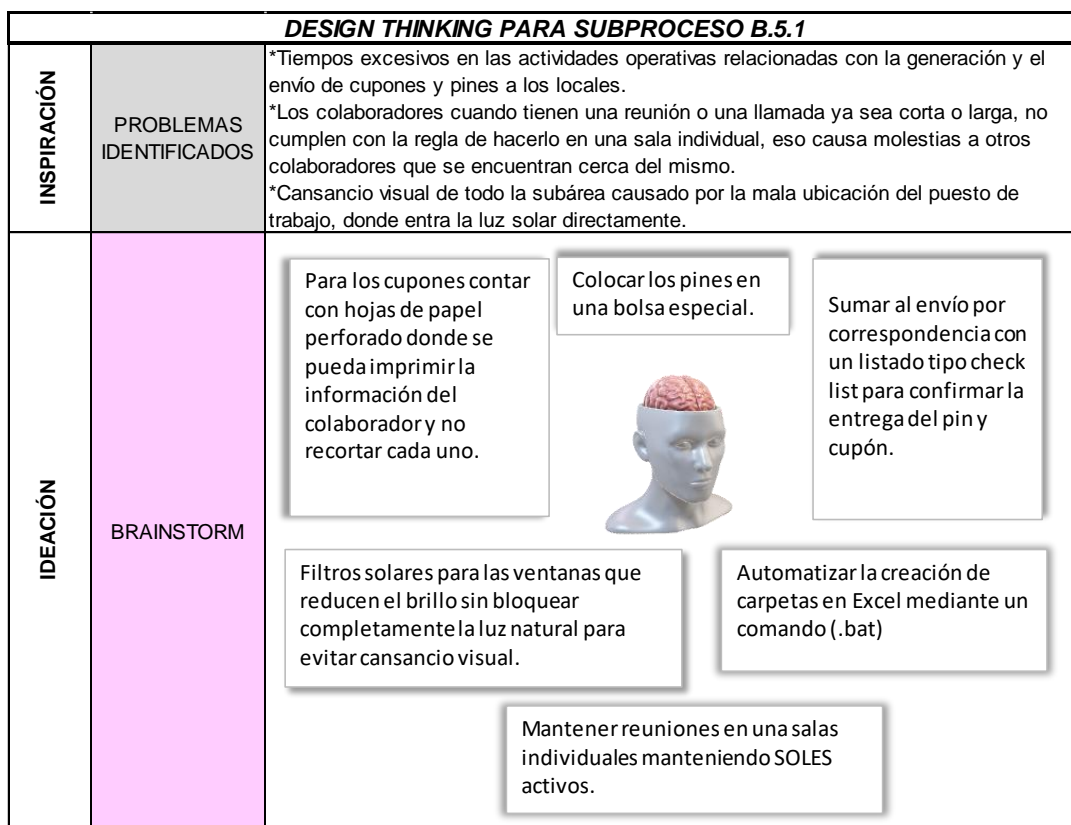 DESIGN THINKING PARA SUBPROCESO B.5.1
INSPIRACIÓN
PROBLEMAS
IDENTIFICADOS
*Tiempos excesivos en las actividades operativas relacionadas con la generación y el
envío de cupones y pines a los locales.
*Los colaboradores cuando tienen una reunión o una llamada ya sea corta o larga, no
cumplen con la regla de hacerlo en una sala individual, eso causa molestias a otros
colaboradores que se encuentran cerca del mismo.
*Cansancio visual de todo la subárea causado por la mala ubicación del puesto de
trabajo, donde entra la luz solar directamente.
IDEACIÓN
BRAINSTORM
Para los cupones contar
con hojas de papel
perforado donde se
pueda imprimir la
información del
colaborador y no
recortar cada uno.
Colocar los pines en
una bolsa especial.
Sumar al envío por
correspondencia con
un listado tipo check
list para confirmar la
entrega del pin y
cupón.
Filtros solares para las ventanas que
reducen el brillo sin bloquear
completamente la luz natural para
evitar cansancio visual.
Automatizar la creación de
carpetas en Excel mediante un
comando (.bat)
Mantener reuniones en una salas
individuales manteniendo SOLES
activos.